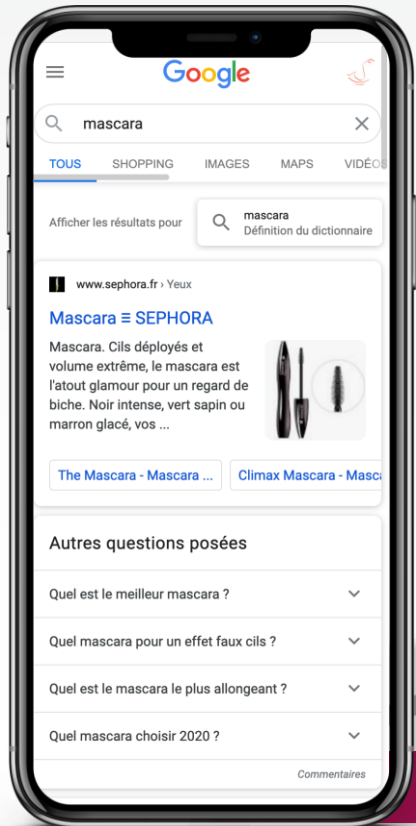 Google
mascara
TOUS SHOPPING IMAGES MAPS VIDÉOS
Afficher les résultats pour
mascara
Définition du dictionnaire
www.sephora.fr › Yeux
Mascara ≡ SEPHORA
Mascara. Cils déployés et
volume extrême, le mascara est
l'atout glamour pour un regard de
biche. Noir intense, vert sapin ou
marron glacé, vos ...
The Mascara - Mascara ...
Climax Mascara - Masca
Autres questions posées
Quel est le meilleur mascara ?
Quel mascara pour un effet faux cils ?
Quel est le mascara le plus allongeant ?
Quel mascara choisir 2020 ?
Commentaires